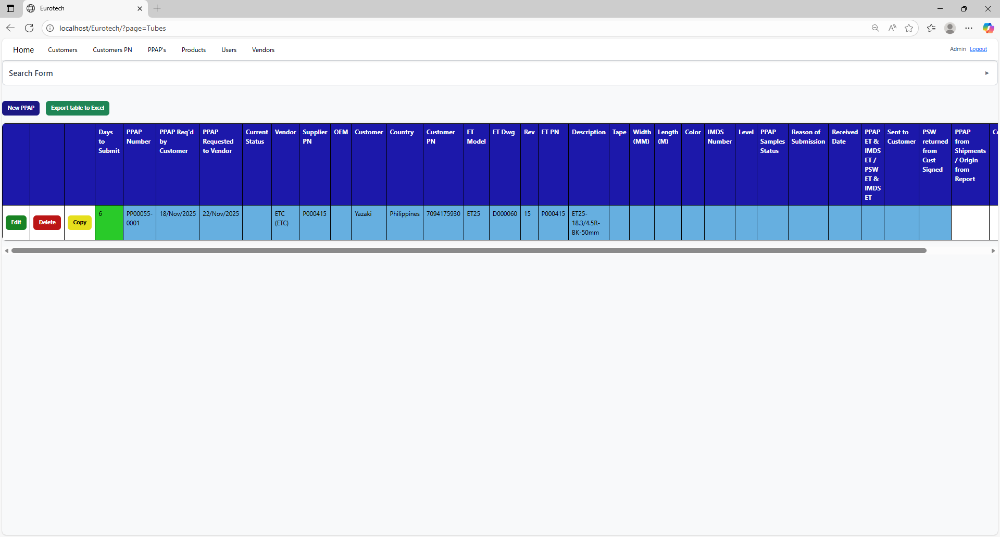 Eurotech
localhost/Eurotech/?page=Tubes
Home Customers Customers PN PPAP's Products Users Vendors Admin Logout
Search Form
New PPAP Export table to Excel
Days to Submit
PPAP Number
PPAP Req'd by Customer
PPAP Requested to Vendor
Current Status
Vendor
Supplier PN
OEM
Customer
Country
Customer PN
ET Model
ET Dwg
Rev
ET PN
Description
Tape
Width (MM)
Length (M)
Color
IMDS Number
Level
PPAP Samples Status
Reason of Submission
Received Date
PPAP ET & IMDS ET / PSW ET & IMDS ET
Sent to Customer
PSW returned from Cust Signed
PPAP from Shipments / Origin from Report
Edit
Delete
Copy
6
PP00055-0001
18/Nov/2025
22/Nov/2025
ETC (ETC)
P000415
Yazaki
Philippines
7094175930
ET25
D000060
15
P000415
ET25-18.3/4.5R-BK-50mm